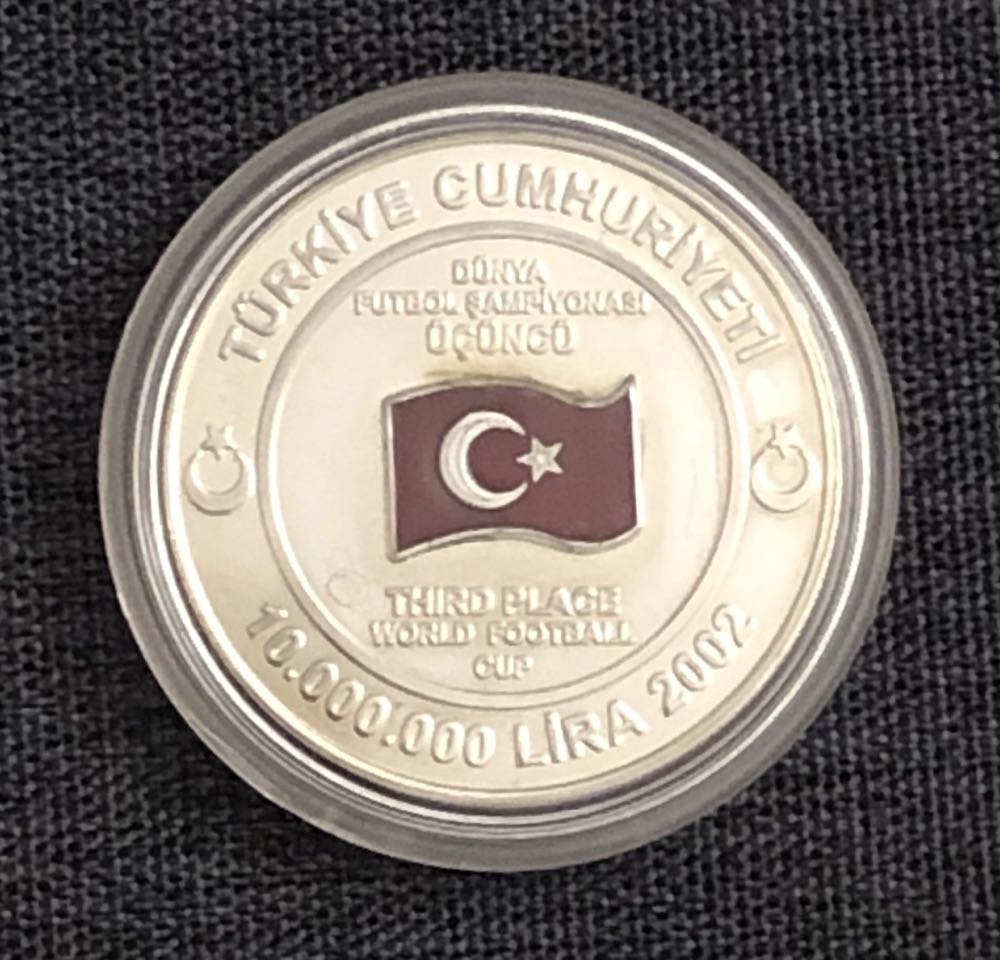 TÜRKİYE CUMHURİYETİ
DÜNYA
FUTBOL ŞAMPİYONASI
ÜÇÜNCÜ
THIRD PLACE
WORLD FOOTBALL
CUP
10.000.000 LİRA 2002